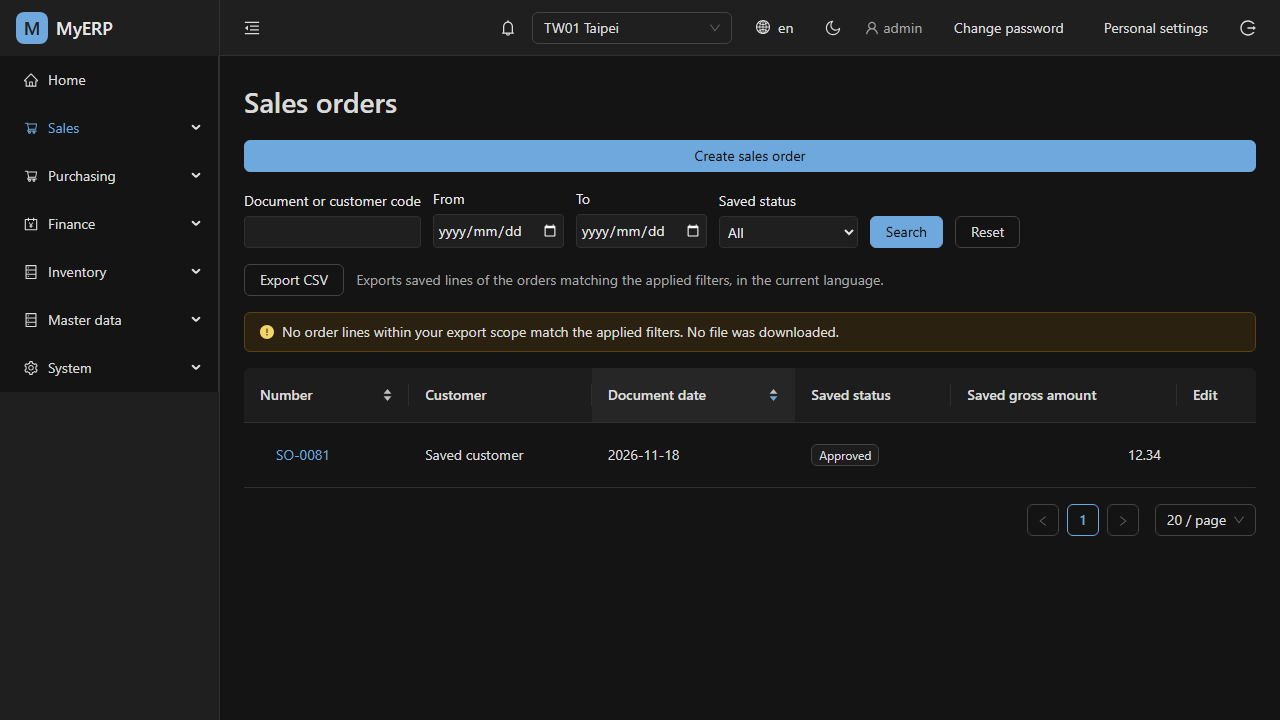 M MyERP
TW01 Taipei
en
admin
Change password
Personal settings
Home
Sales
Purchasing
Finance
Inventory
Master data
System
Sales orders
Create sales order
Document or customer code
From
To
Saved status
yyyy/mm/dd
yyyy/mm/dd
All
Search
Reset
Export CSV
Exports saved lines of the orders matching the applied filters, in the current language.
No order lines within your export scope match the applied filters. No file was downloaded.
Number Customer Document date Saved status Saved gross amount Edit
SO-0081 Saved customer 2026-11-18 Approved 12.34
< 1 > 20 / page